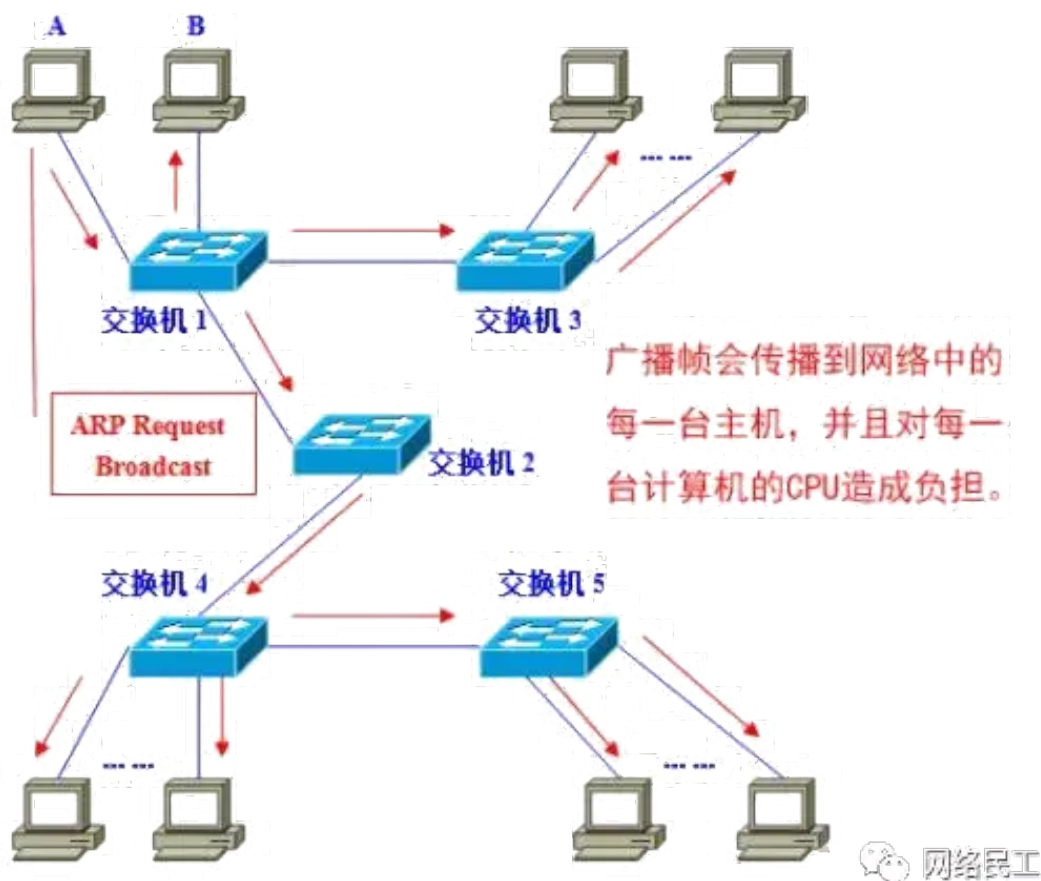 A
B
... ...
交换机 1
交换机 3
广播帧会传播到网络中的
每一台主机，并且对每一
台计算机的CPU造成负担。
ARP Request
Broadcast
交换机 2
交换机 4
交换机 5
... ...
... ...
网络民工